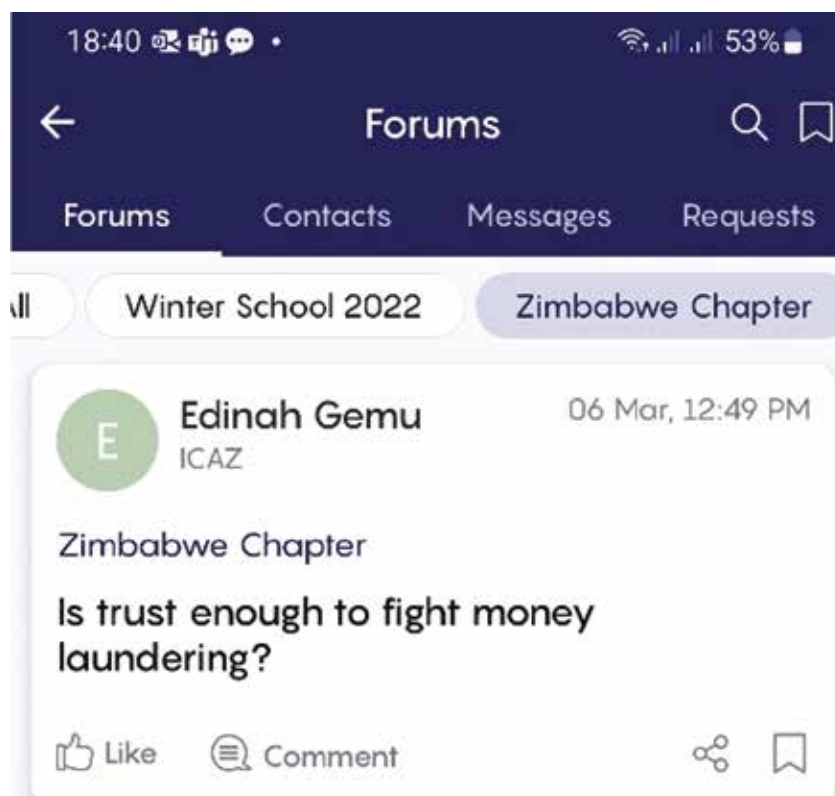 18:40 53%
Forums
Forums Contacts Messages Requests
All Winter School 2022 Zimbabwe Chapter
E Edinah Gemu 06 Mar, 12:49 PM
ICAZ
Zimbabwe Chapter
Is trust enough to fight money
laundering?
Like Comment